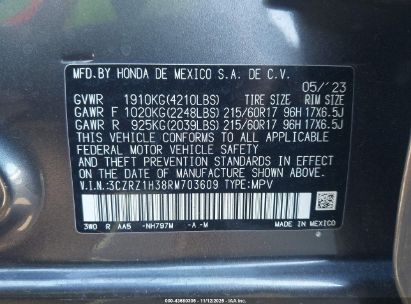 MFD. BY HONDA DE MEXICO S.A. DE C.V.
05/'23
GVWR 1910KG(4210LBS) TIRE SIZE RIM SIZE
GAWR F 1020KG(2248LBS) 215/60R17 96H 17X6.5J
GAWR R 925KG(2039LBS) 215/60R17 96H 17X6.5J
THIS VEHICLE CONFORMS TO ALL APPLICABLE
FEDERAL MOTOR VEHICLE SAFETY AND THEFT
PREVENTION STANDARDS IN EFFECT ON
THE DATE OF MANUFACTURE SHOWN ABOVE.
V.I.N.:3CZRZ1H38RM703609 TYPE:MPV
3W0 R AA5 -NH797M -A -M MADE IN MEXICO